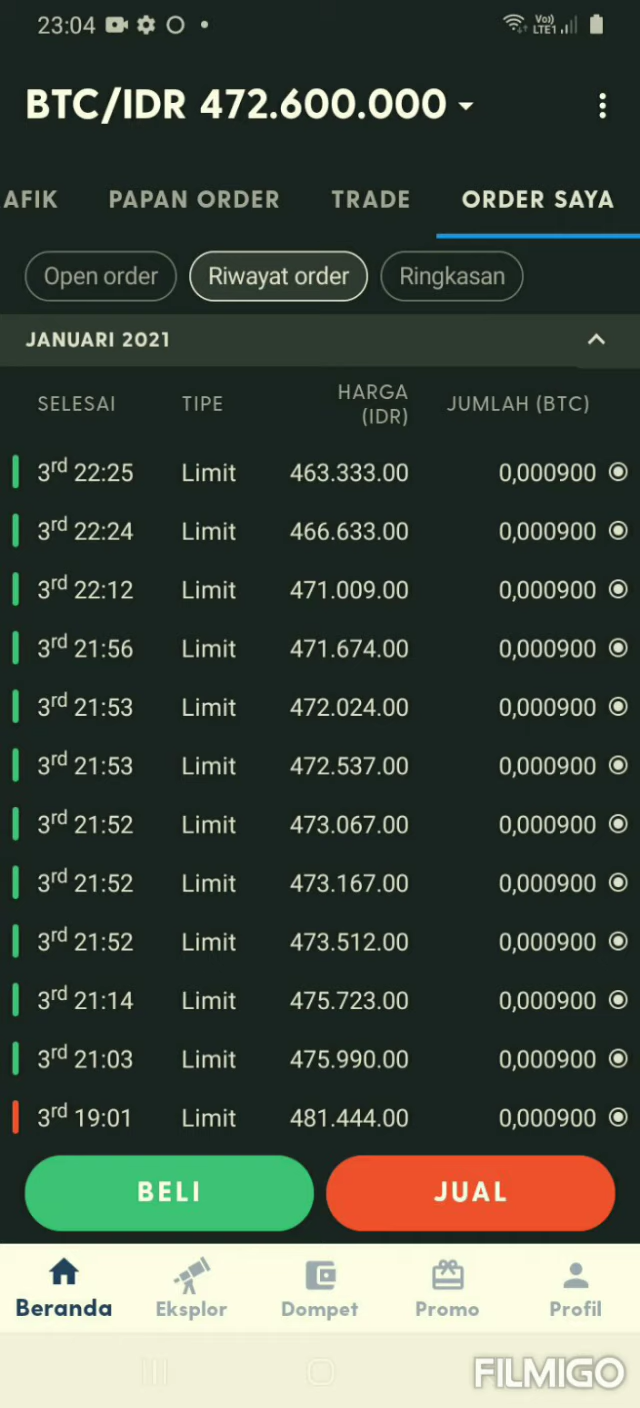 23:04
Vo)) LTE1
BTC/IDR 472.600.000
AFIK PAPAN ORDER TRADE ORDER SAYA
Open order Riwayat order Ringkasan
JANUARI 2021
SELESAI TIPE HARGA (IDR) JUMLAH (BTC)
3rd 22:25 Limit 463.333.00 0,000900
3rd 22:24 Limit 466.633.00 0,000900
3rd 22:12 Limit 471.009.00 0,000900
3rd 21:56 Limit 471.674.00 0,000900
3rd 21:53 Limit 472.024.00 0,000900
3rd 21:53 Limit 472.537.00 0,000900
3rd 21:52 Limit 473.067.00 0,000900
3rd 21:52 Limit 473.167.00 0,000900
3rd 21:52 Limit 473.512.00 0,000900
3rd 21:14 Limit 475.723.00 0,000900
3rd 21:03 Limit 475.990.00 0,000900
3rd 19:01 Limit 481.444.00 0,000900
BELI JUAL
Beranda Eksplor Dompet Promo Profil
FILMIGO